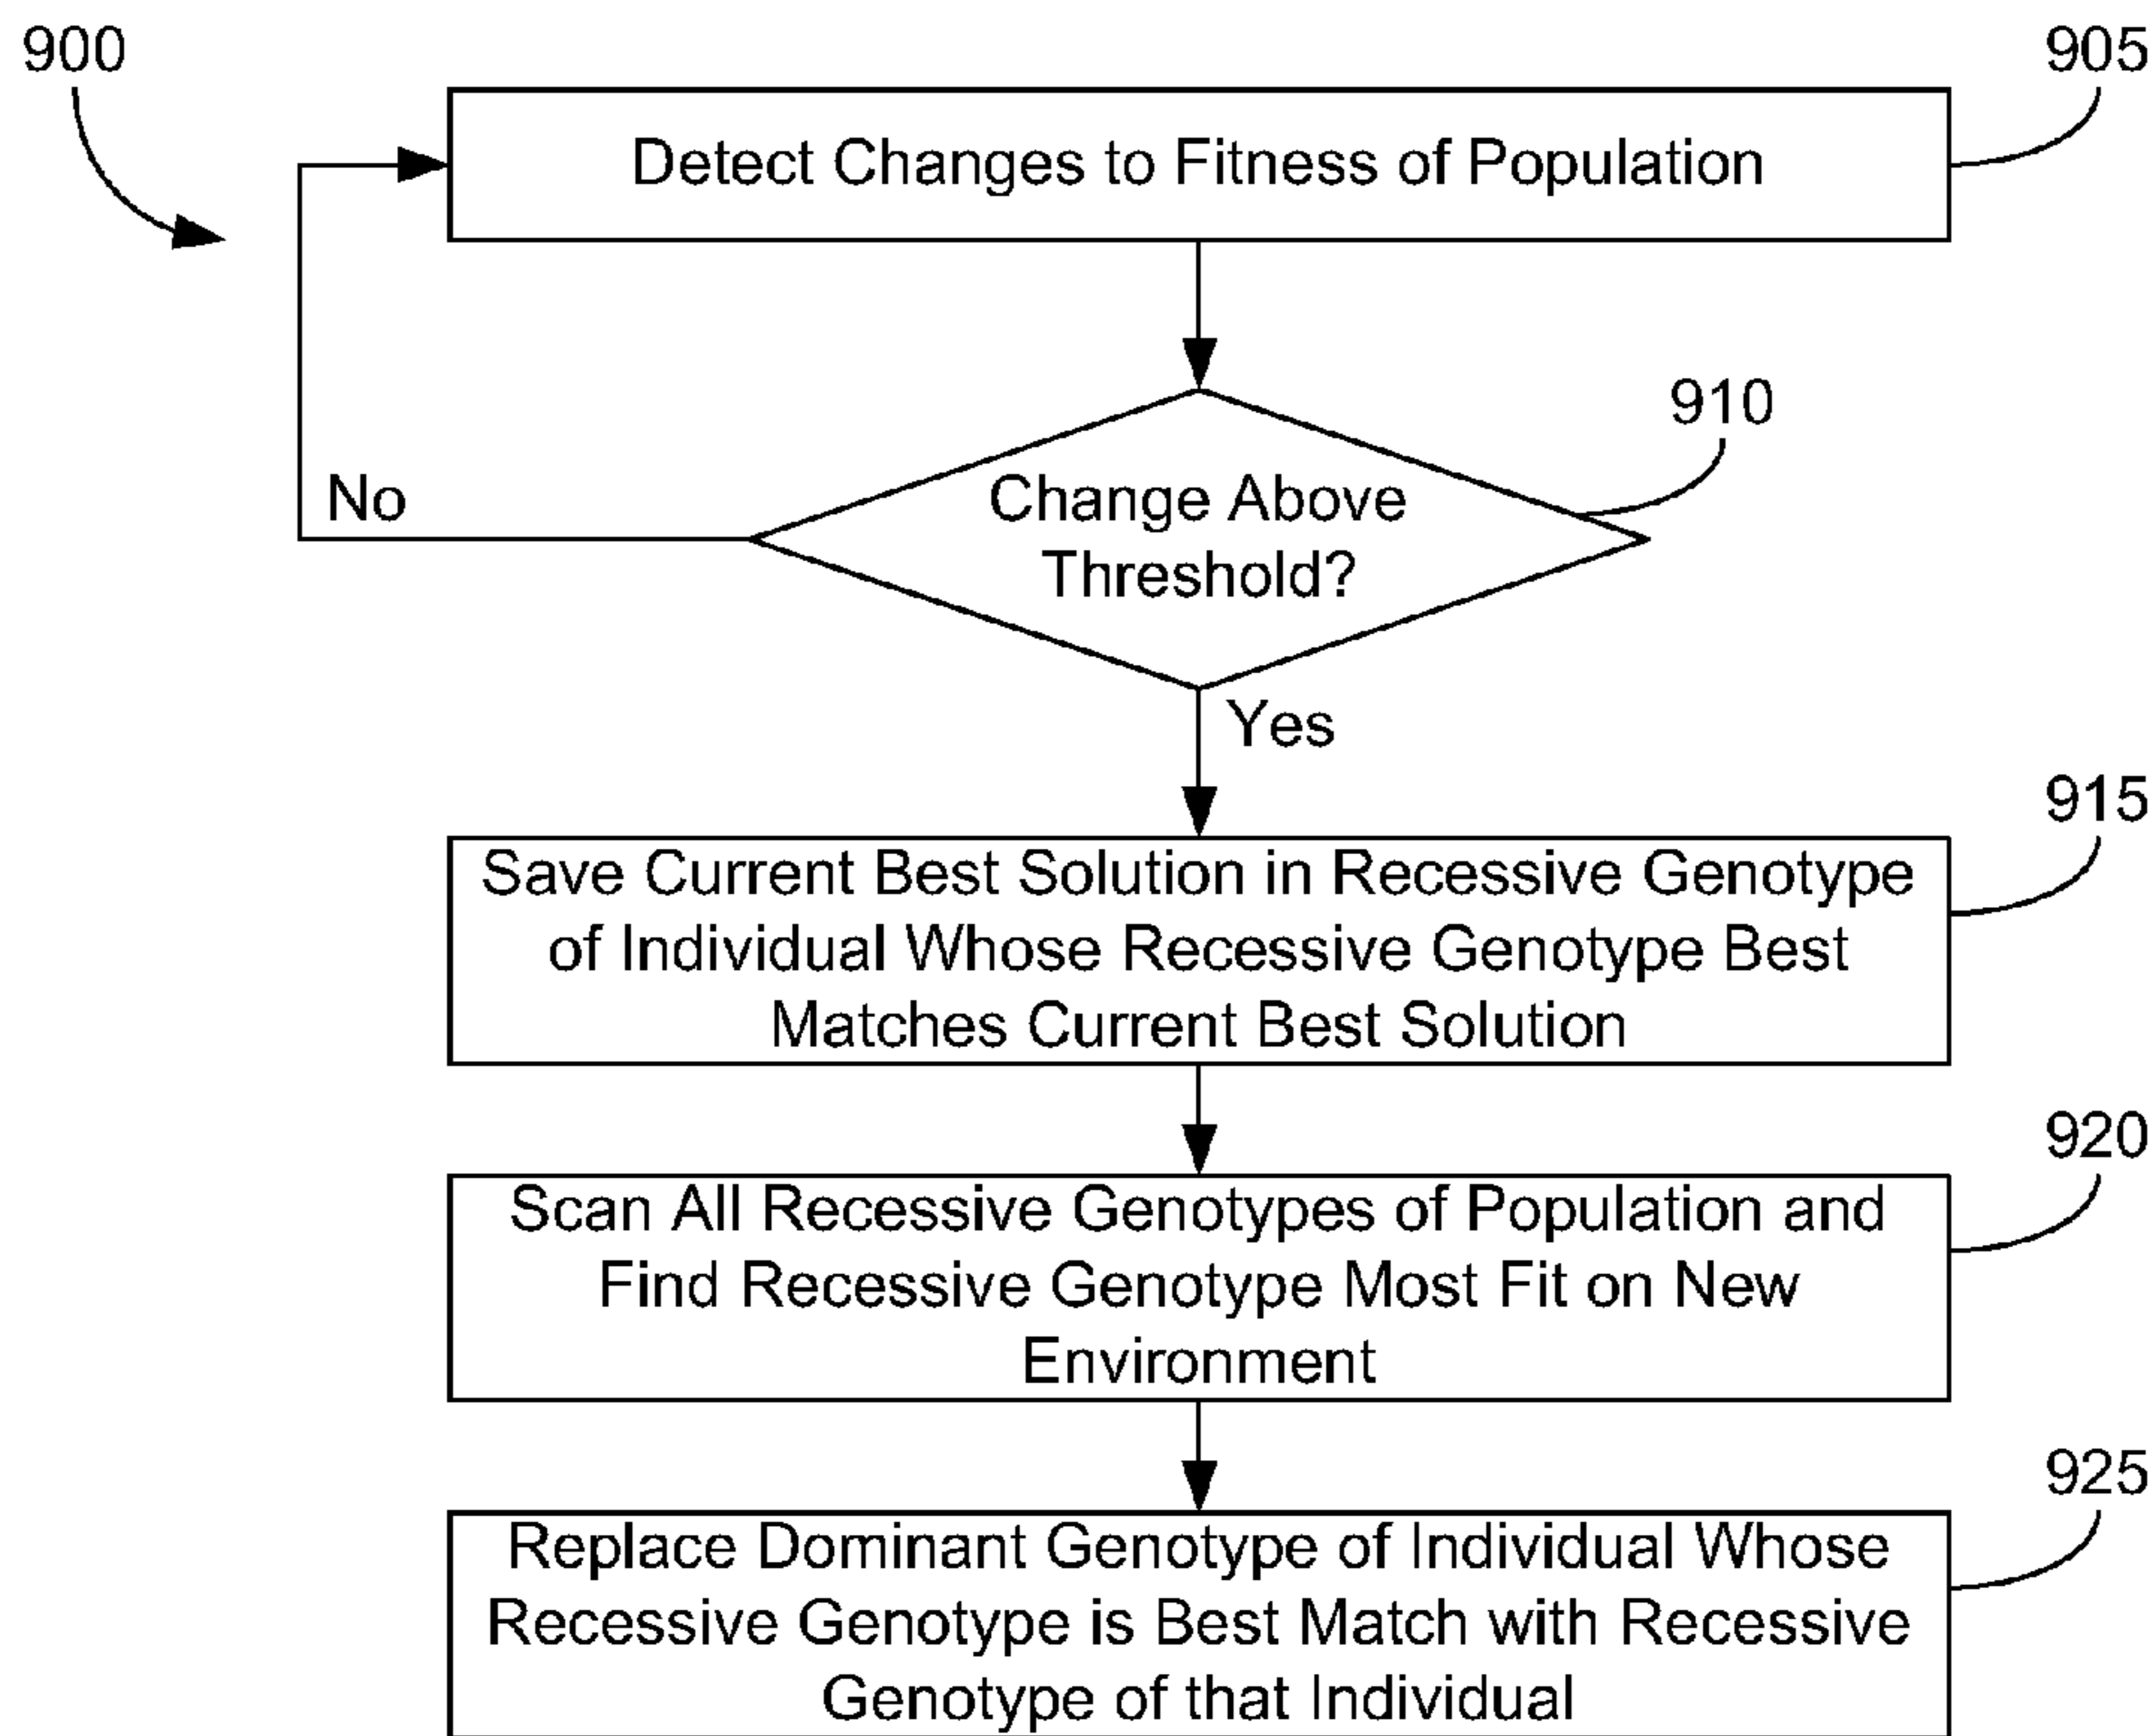 900
905
Detect Changes to Fitness of Population
910
Change Above
Threshold?
No
Yes
915
Save Current Best Solution in Recessive Genotype
of Individual Whose Recessive Genotype Best
Matches Current Best Solution
920
Scan All Recessive Genotypes of Population and
Find Recessive Genotype Most Fit on New
Environment
925
Replace Dominant Genotype of Individual Whose
Recessive Genotype is Best Match with Recessive
Genotype of that Individual